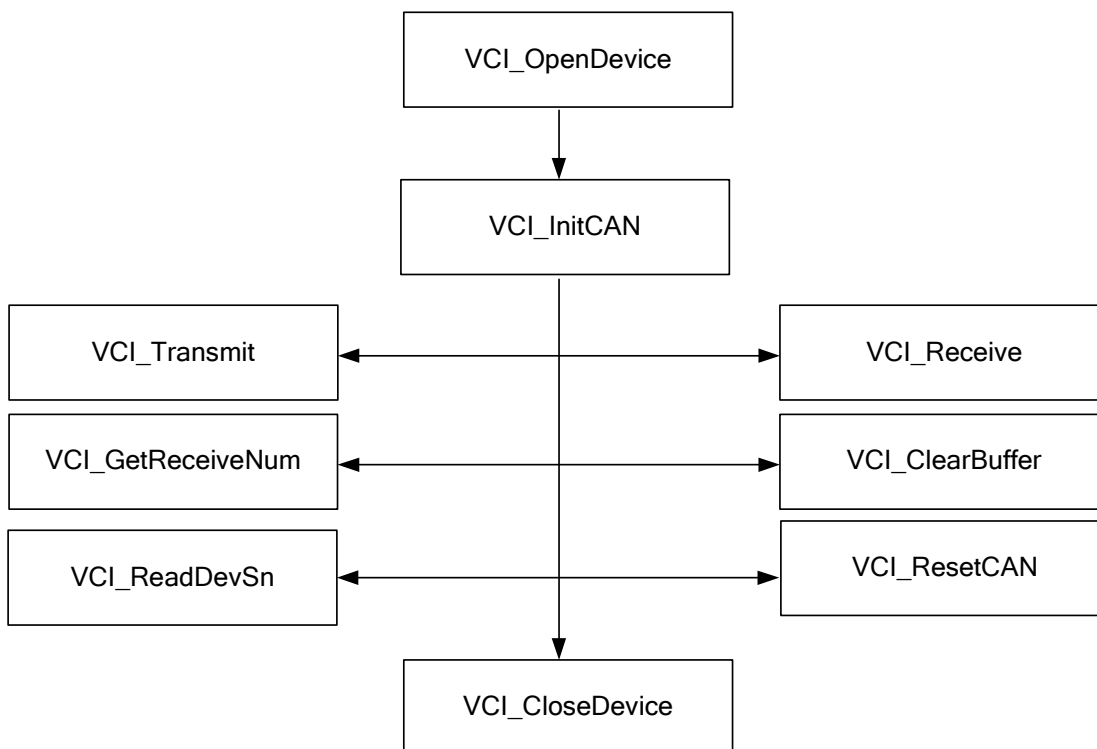 VCI_OpenDevice
VCI_InitCAN
VCI_Transmit
VCI_Receive
VCI_GetReceiveNum
VCI_ClearBuffer
VCI_ReadDevSn
VCI_ResetCAN
VCI_CloseDevice